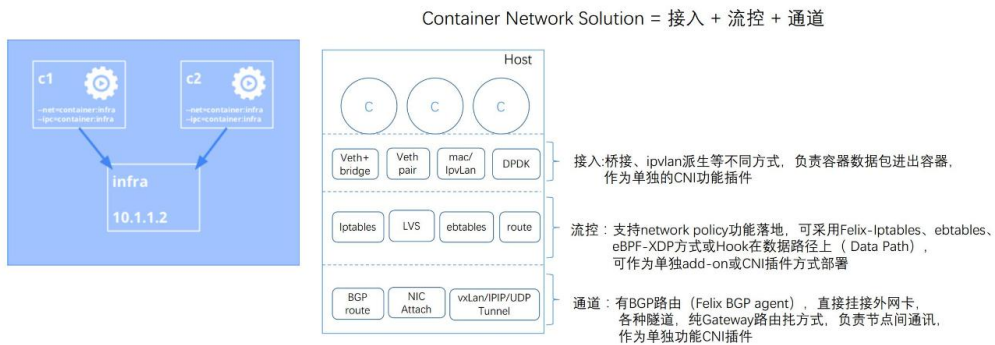 Container Network Solution = 接入 + 流控 + 通道
c1
--net=container:infra
--ipc=container:infra
c2
--net=container:infra
--ipc=container:infra
infra
10.1.1.2
Host
C
C
C
Veth+
bridge
Veth
pair
mac/
IpvLan
DPDK
Iptables
LVS
ebtables
route
BGP
route
NIC
Attach
vxLan/IPIP/UDP
Tunnel
接入:桥接、ipvlan派生等不同方式，负责容器数据包进出容器，
作为单独的CNI功能插件
流控：支持network policy功能落地，可采用Felix-Iptables、ebtables、
eBPF-XDP方式或Hook在数据路径上（ Data Path），
可作为单独add-on或CNI插件方式部署
通道：有BGP路由（Felix BGP agent），直接挂接外网卡，
各种隧道，纯Gateway路由托方式，负责节点间通讯，
作为单独功能CNI插件